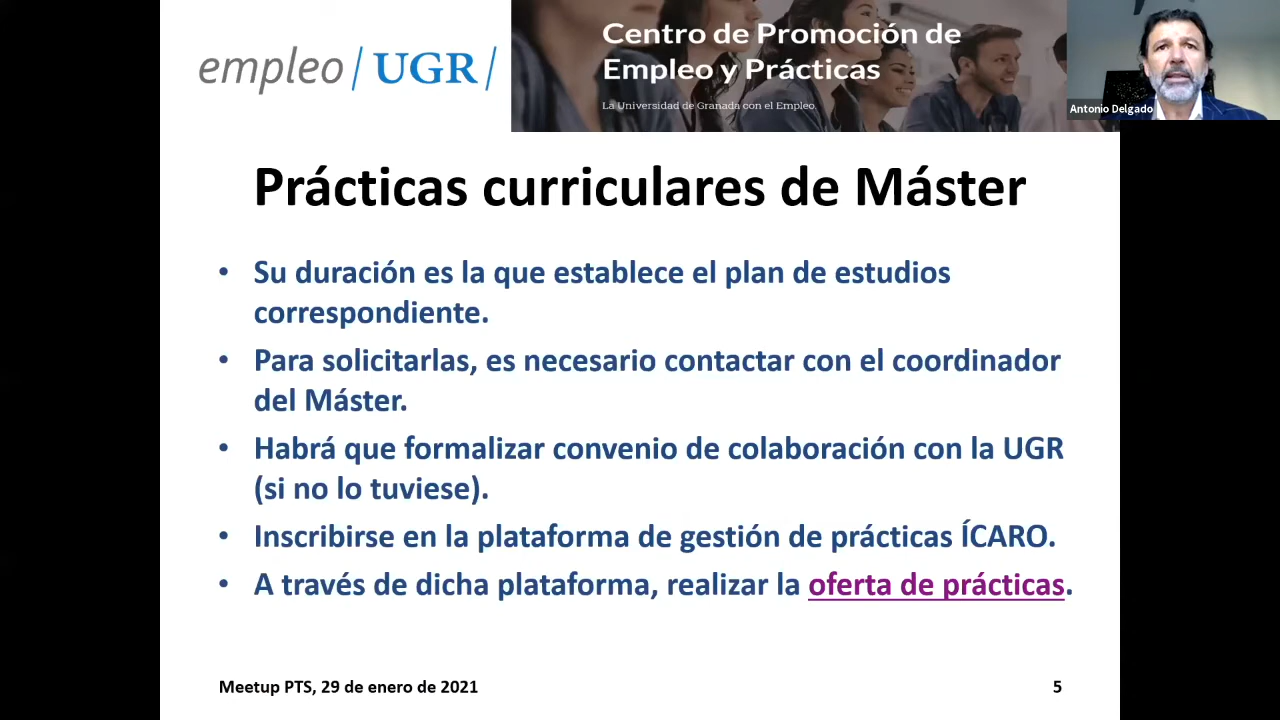 empleo/UGR/
Centro de Promoción de
Empleo y Prácticas
La Universidad de Granada con el Empleo.
Antonio Delgado
Prácticas curriculares de Máster
• Su duración es la que establece el plan de estudios
correspondiente.
• Para solicitarlas, es necesario contactar con el coordinador
del Máster.
• Habrá que formalizar convenio de colaboración con la UGR
(si no lo tuviese).
• Inscribirse en la plataforma de gestión de prácticas ÍCARO.
• A través de dicha plataforma, realizar la oferta de prácticas.
Meetup PTS, 29 de enero de 2021
5